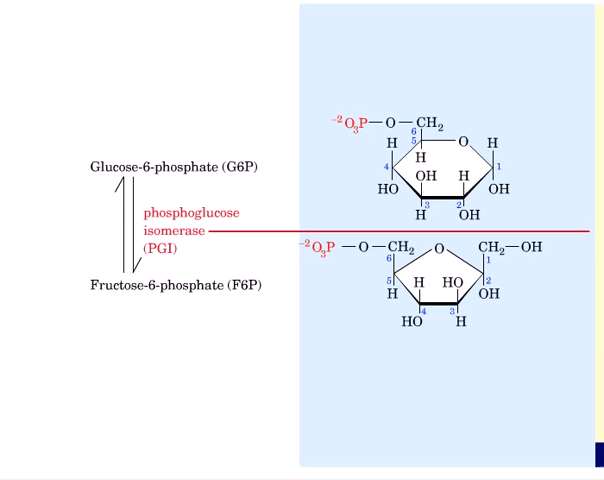 ⁻²O₃P—O—CH₂
6
5
O
H
H
H
4
1
OH
H
HO
OH
3
2
H
OH
Glucose-6-phosphate (G6P)
phosphoglucose
isomerase
(PGI)
Fructose-6-phosphate (F6P)
⁻²O₃P—O—CH₂
O
CH₂—OH
6
1
5
H
HO
2
H
OH
4
3
HO
H